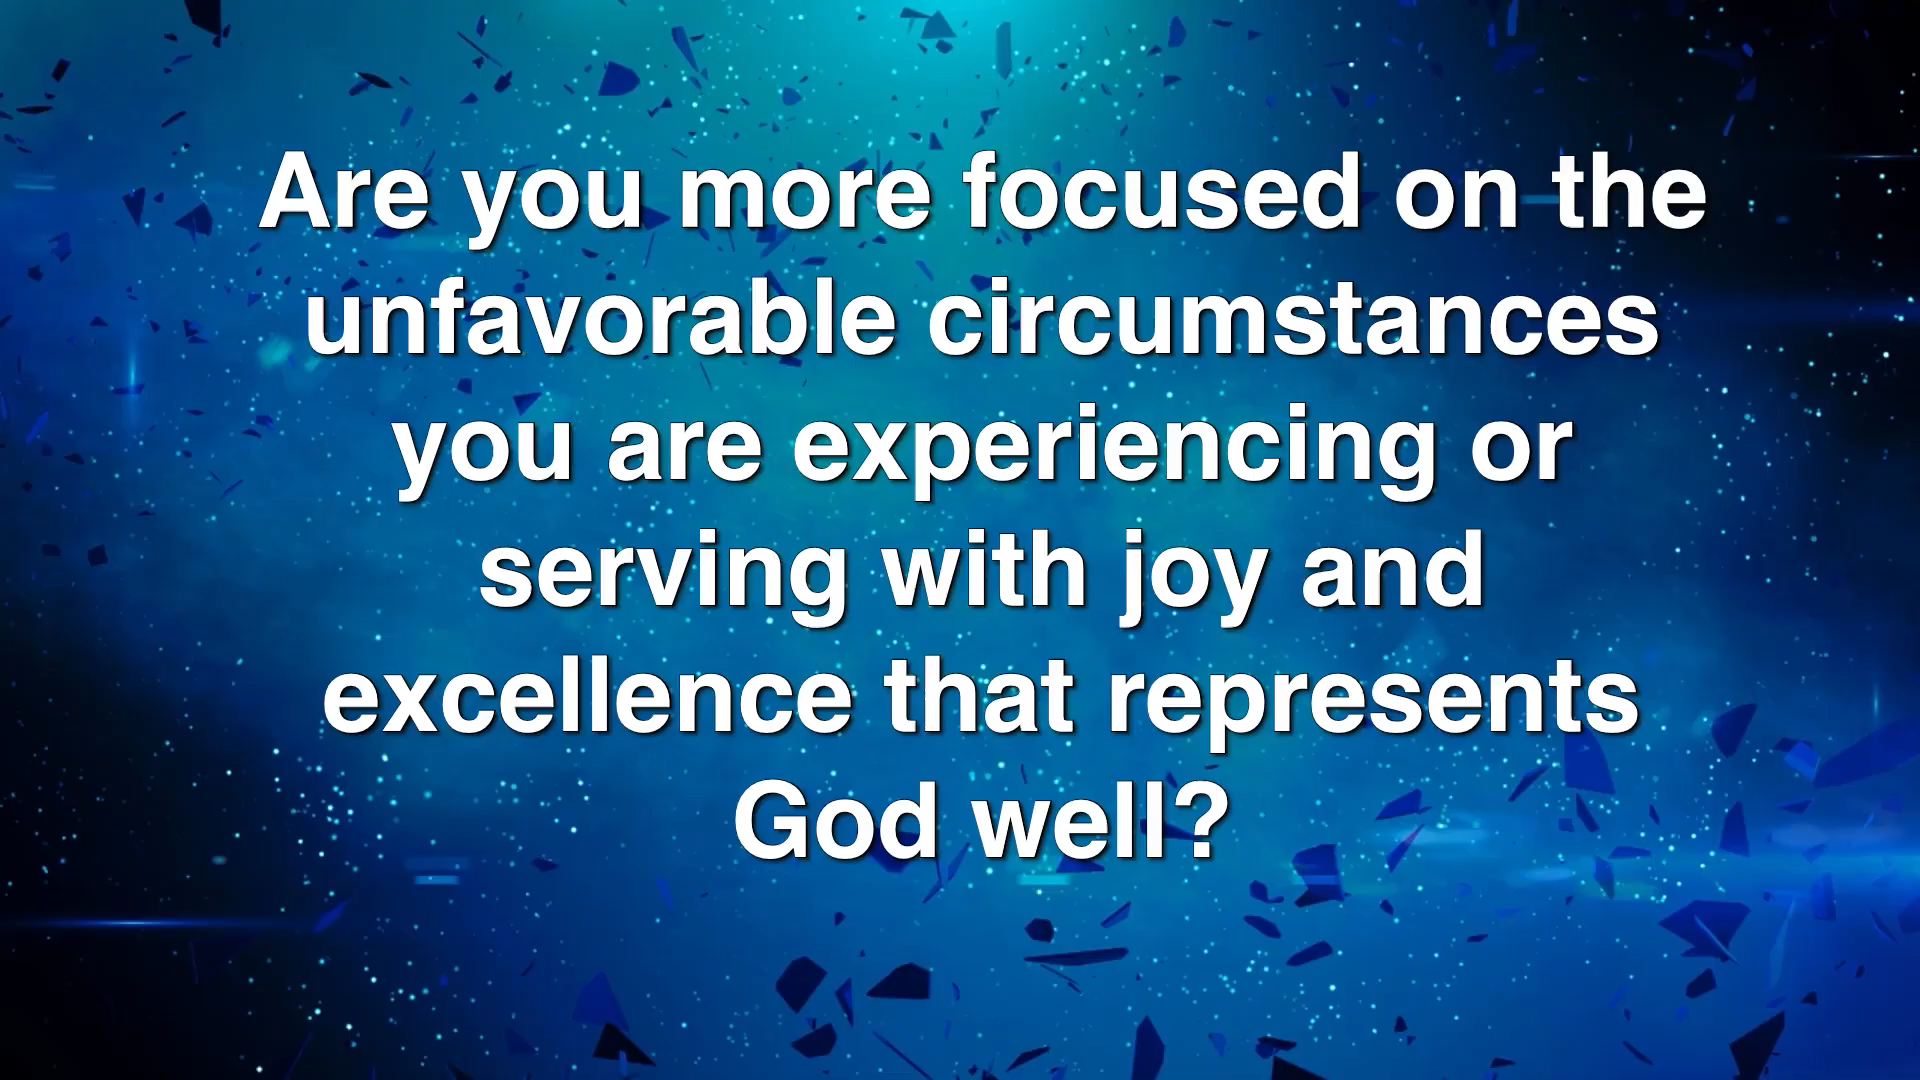 Are you more focused on the
unfavorable circumstances
you are experiencing or
serving with joy and
excellence that represents
God well?